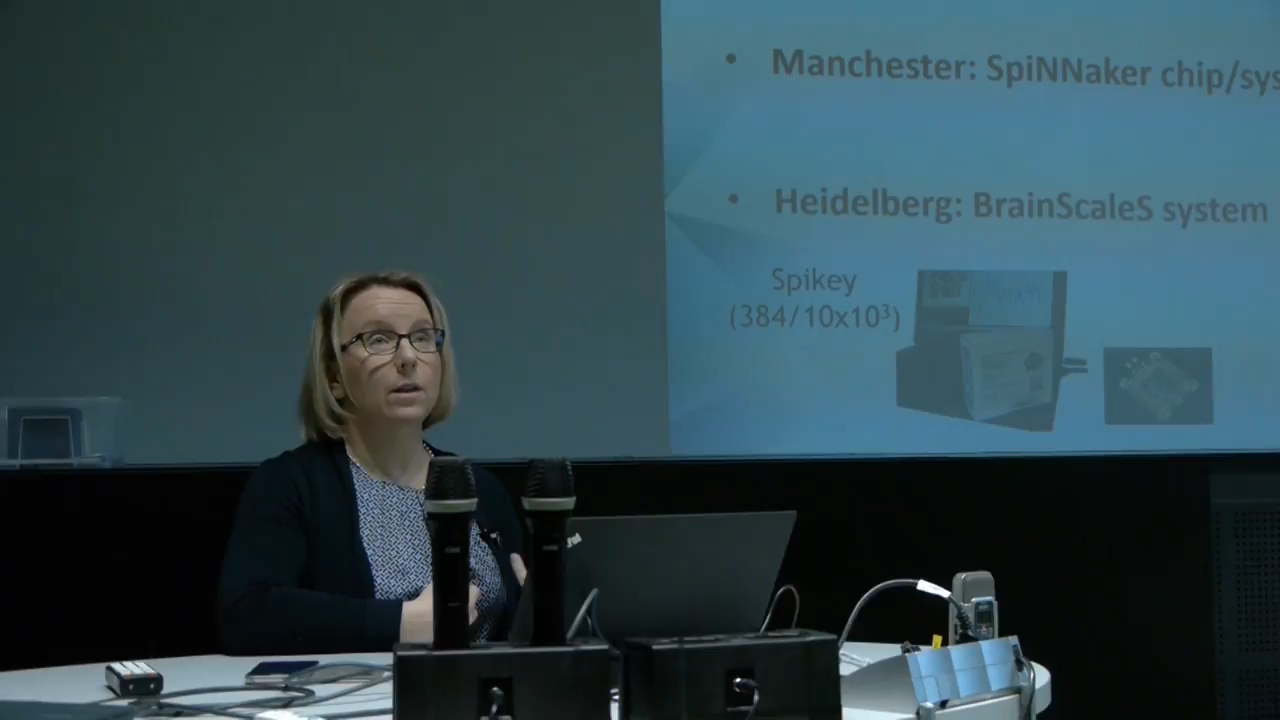 • Manchester: SpiNNaker chip/sys
• Heidelberg: BrainScaleS system
Spikey
(384/10x10³)